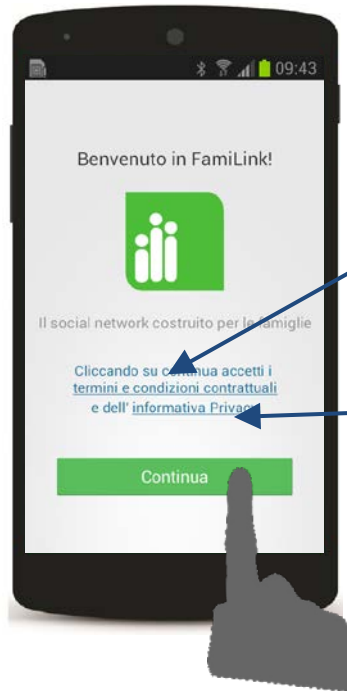 09:43
Benvenuto in FamiLink!
Il social network costruito per le famiglie
Cliccando su continua accetti i
termini e condizioni contrattuali
e dell' informativa Privacy
Continua